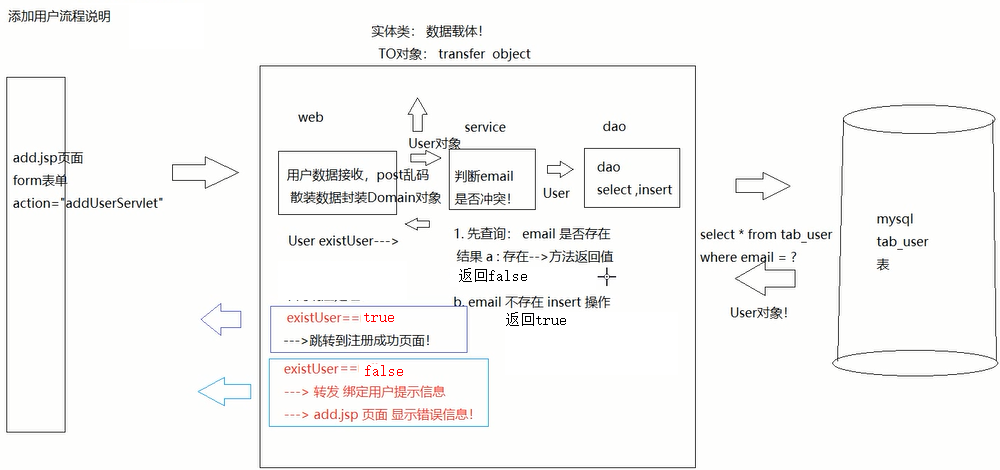 添加用户流程说明
实体类： 数据载体！
TO对象： transfer object
web
service
dao
User对象
add.jsp页面
form表单
action="addUserServlet"
用户数据接收，post乱码
散装数据封装Domain对象
判断email
是否冲突！
User
dao
select ,insert
mysql
tab_user
表
select * from tab_user
where email = ?
User对象！
User existUser--->
1. 先查询： email 是否存在
结果 a : 存在-->方法返回值
返回false
b. email 不存在 insert 操作
返回true
existUser==true
--->跳转到注册成功页面！
existUser==false
---> 转发 绑定用户提示信息
---> add.jsp 页面 显示错误信息！